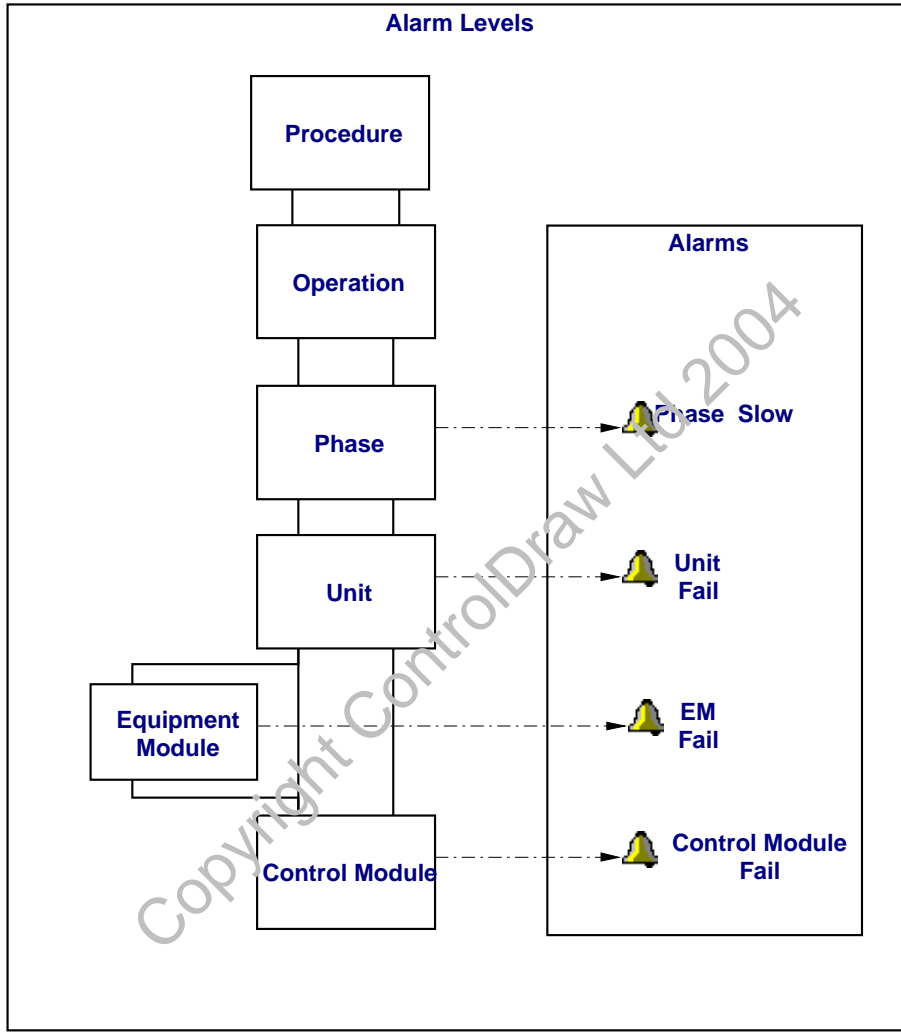 Alarm Levels
Procedure
Operation
Alarms
Phase
Phase Slow
Unit
Unit
Fail
Equipment
Module
EM
Fail
Control Module
Control Module
Fail
Copyright ControlDraw Ltd 2004